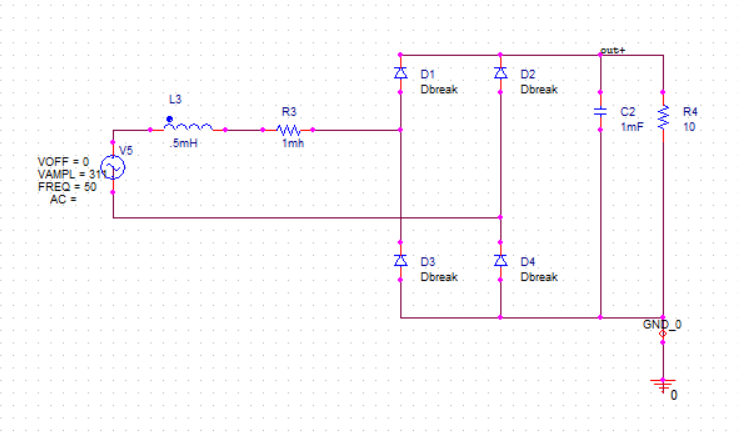 out+
D1
Dbreak
D2
Dbreak
L3
.5mH
R3
1mh
C2
1mF
R4
10
V5
VOFF = 0
VAMPL = 311
FREQ = 50
AC =
D3
Dbreak
D4
Dbreak
GND_0
0